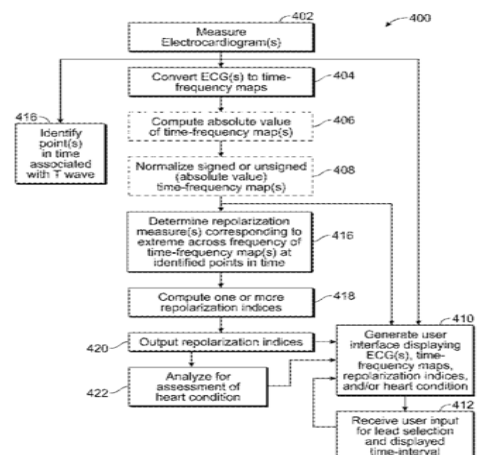 402
400
Measure
Electrocardiogram(s)
Convert ECG(s) to time-
frequency maps
404
416
Identify
point(s)
in time
associated
with T wave
Compute absolute value
of time-frequency map(s)
406
Normalize signed or unsigned
(absolute value)
time-frequency map(s)
408
Determine repolarization
measure(s) corresponding to
extreme across frequency of
time-frequency map(s) at
identified points in time
416
Compute one or more
repolarization indices
418
410
420
Output repolarization indices
Generate user
interface displaying
ECG(s), time-
frequency maps,
repolarization indices,
and/or heart condition
422
Analyze for
assessment of
heart condition
412
Receive user input
for lead selection
and displayed
time-interval